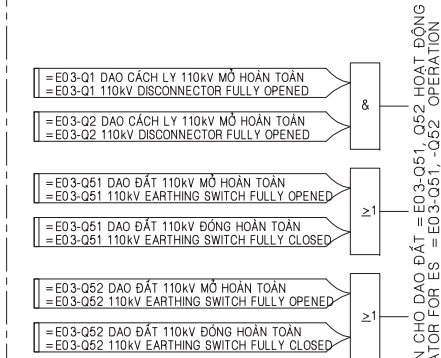 =E03-Q1 DAO CÁCH LY 110kV MỞ HOÀN TOÀN
=E03-Q1 110kV DISCONNECTOR FULLY OPENED
=E03-Q2 DAO CÁCH LY 110kV MỞ HOÀN TOÀN
=E03-Q2 110kV DISCONNECTOR FULLY OPENED
&
=E03-Q51 DAO ĐẤT 110kV MỞ HOÀN TOÀN
=E03-Q51 110kV EARTHING SWITCH FULLY OPENED
=E03-Q51 DAO ĐẤT 110kV ĐÓNG HOÀN TOÀN
=E03-Q51 110kV EARTHING SWITCH FULLY CLOSED
≥1
=E03-Q52 DAO ĐẤT 110kV MỞ HOÀN TOÀN
=E03-Q52 110kV EARTHING SWITCH FULLY OPENED
=E03-Q52 DAO ĐẤT 110kV ĐÓNG HOÀN TOÀN
=E03-Q52 110kV EARTHING SWITCH FULLY CLOSED
≥1
CHO DAO ĐẤT =E03-Q51, Q52 HOẠT ĐỘNG
FOR ES =E03-Q51, -Q52 OPERATION